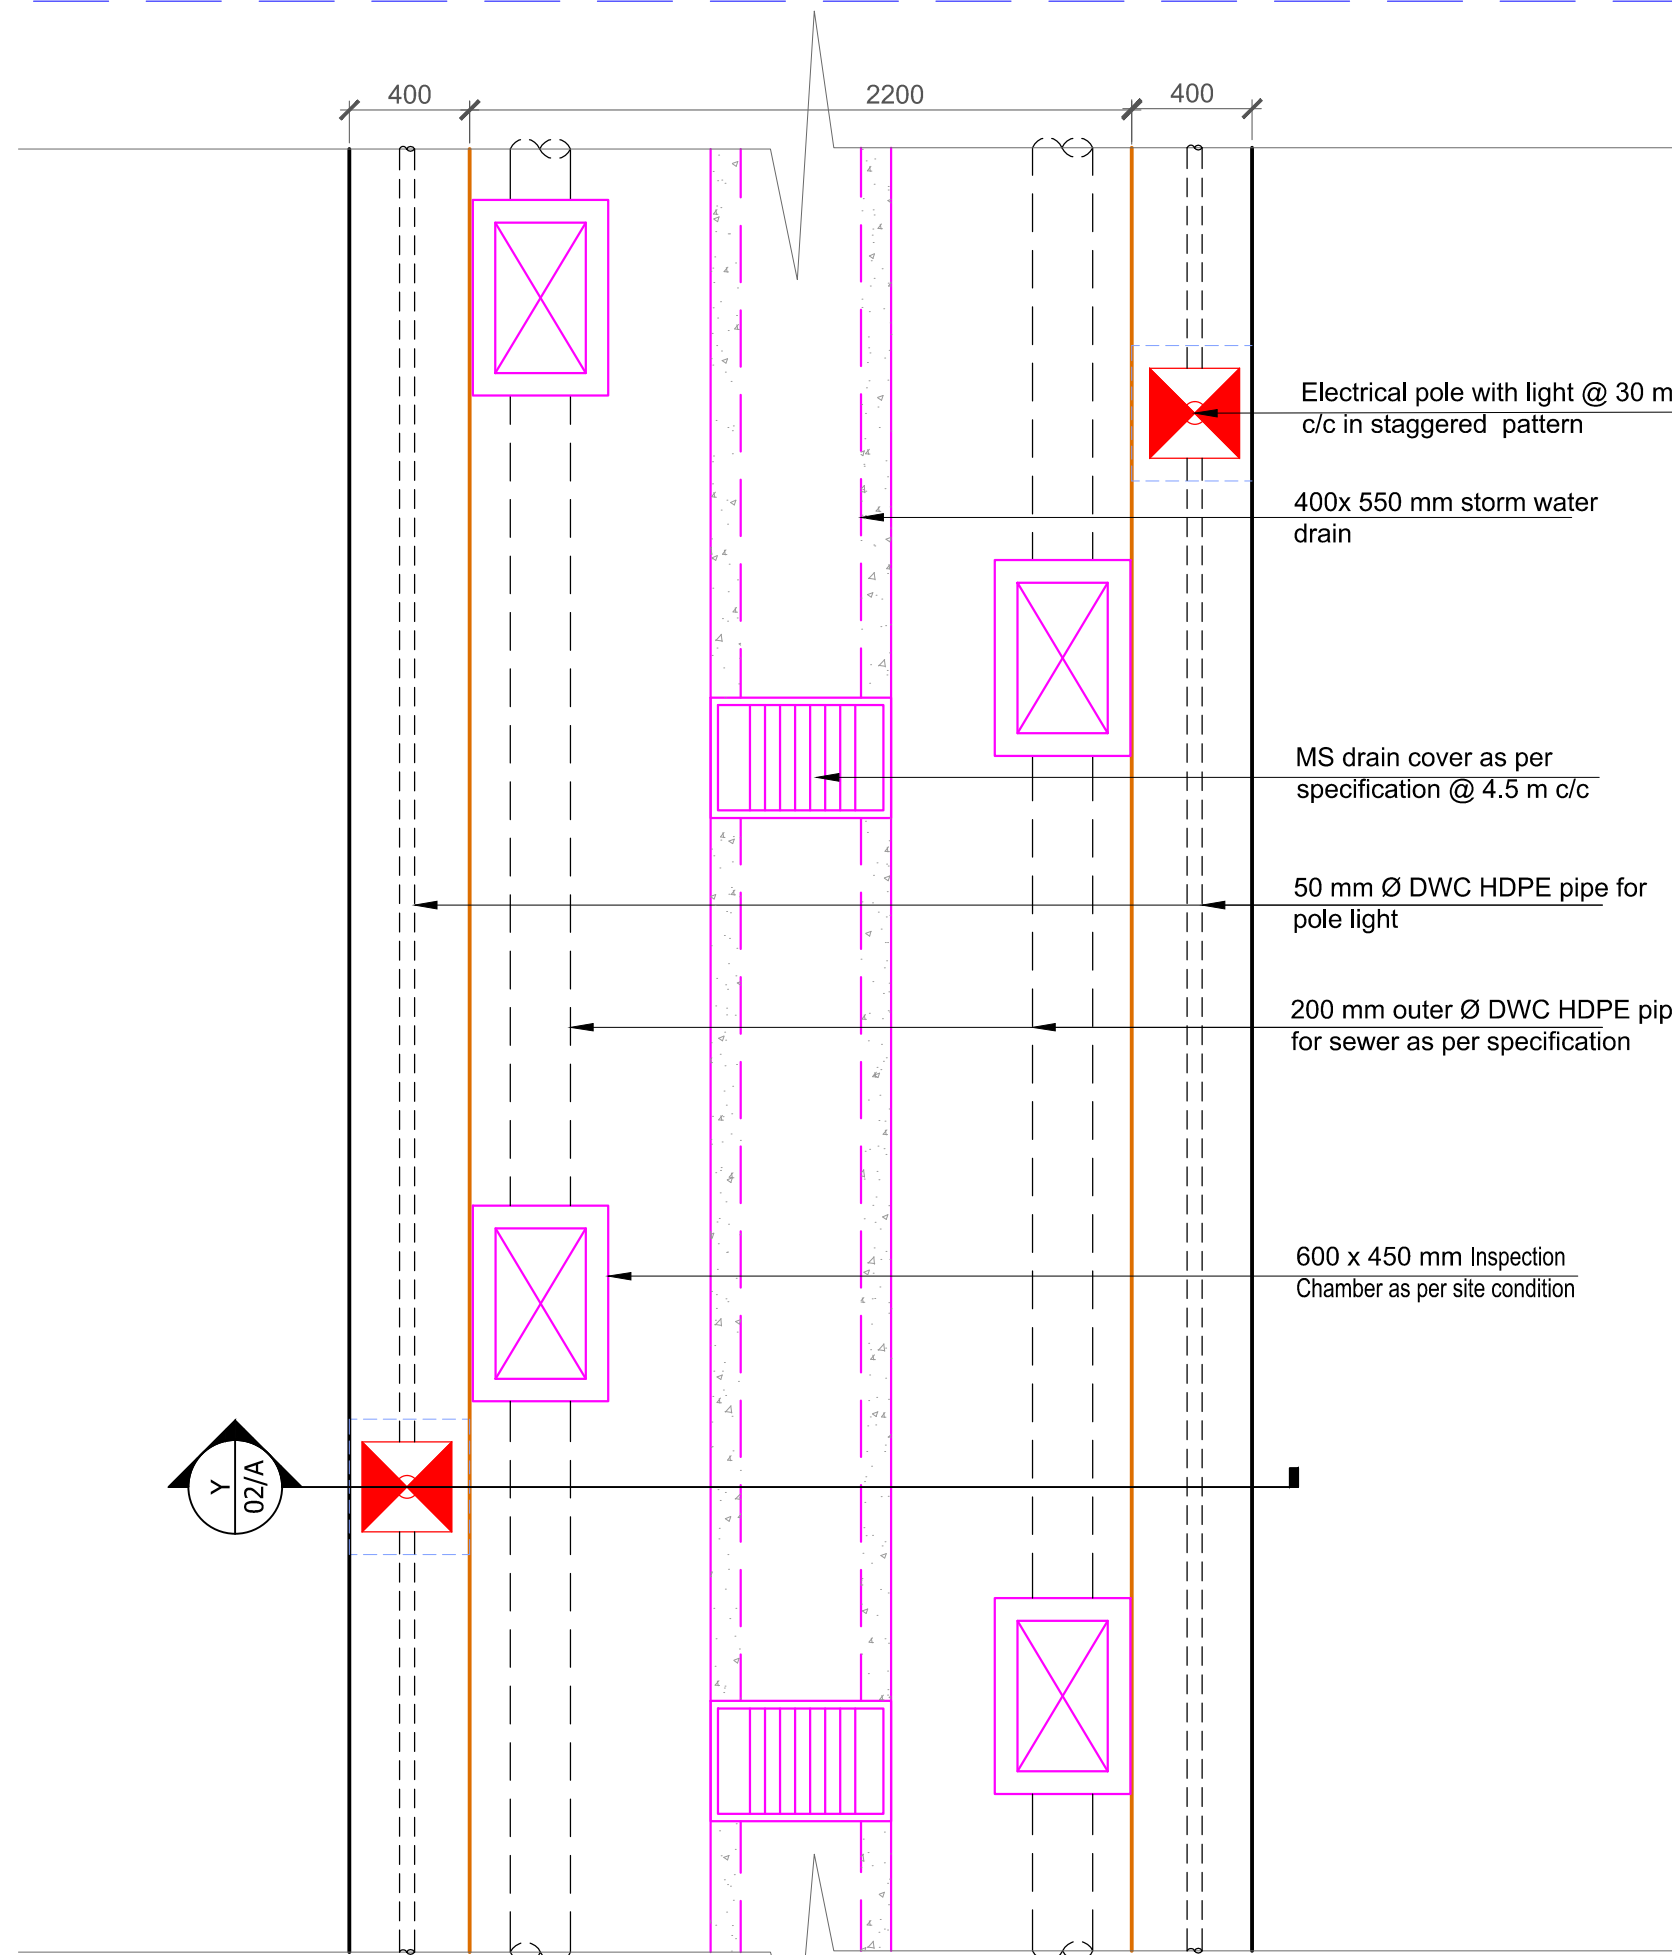 400
2200
400
Electrical pole with light @ 30 m
c/c in staggered pattern
400x 550 mm storm water
drain
MS drain cover as per
specification @ 4.5 m c/c
50 mm Ø DWC HDPE pipe for
pole light
200 mm outer Ø DWC HDPE pip
for sewer as per specification
600 x 450 mm Inspection
Chamber as per site condition
Y
02/A